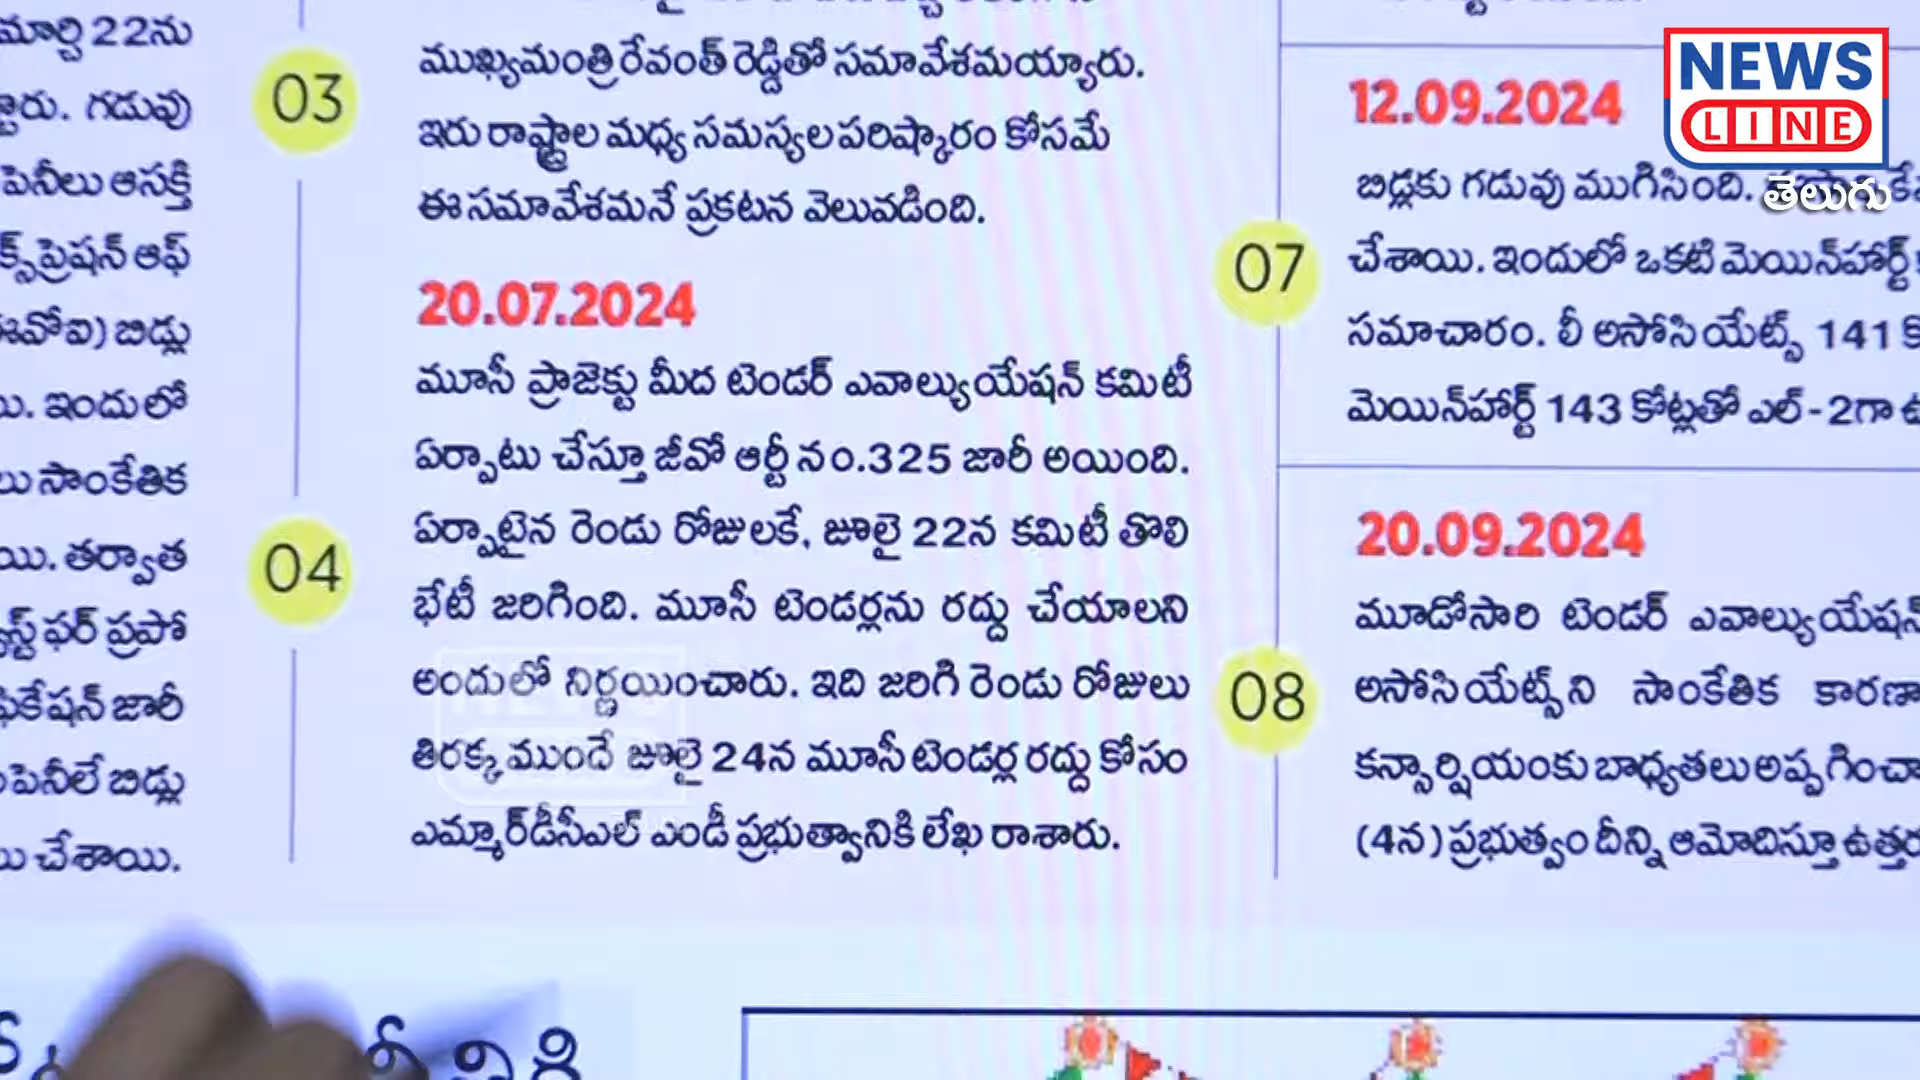 మార్చి 22ను
గడువు
ఆసక్తి
ఆఫ్
బిడ్లు
ఇందులో
సాంకేతిక
తర్వాత
ఫర్ ప్రపో
జారీ
బిడ్లు
చేశాయి.
03
ముఖ్యమంత్రి రేవంత్ రెడ్డితో సమావేశమయ్యారు.
ఇరు రాష్ట్రాల మధ్య సమస్యల పరిష్కారం కోసమే
ఈ సమావేశమనే ప్రకటన వెలువడింది.
04
20.07.2024
మూసీ ప్రాజెక్టు మీద టెండర్ ఎవాల్యుయేషన్ కమిటీ
ఏర్పాటు చేస్తూ జీవో ఆర్టీ నం.325 జారీ అయింది.
ఏర్పాటైన రెండు రోజులకే, జూలై 22న కమిటీ తొలి
భేటీ జరిగింది. మూసీ టెండర్లను రద్దు చేయాలని
అందులో నిర్ణయించారు. ఇది జరిగి రెండు రోజులు
తిరక్క ముందే జూలై 24న మూసీ టెండర్ల రద్దు కోసం
ఎమ్మార్‌డీసీఎల్ ఎండీ ప్రభుత్వానికి లేఖ రాశారు.
07
12.09.2024
బిడ్లకు గడువు ముగిసింది.
చేశాయి. ఇందులో ఒకటి మెయిన్‌హార్ట్
సమాచారం. లీ అసోసియేట్స్ 141
మెయిన్‌హార్ట్ 143 కోట్లతో ఎల్-2గా
08
20.09.2024
మూడోసారి టెండర్ ఎవాల్యుయేషన్
అసోసియేట్స్‌ని సాంకేతిక
కన్సార్షియంకు బాధ్యతలు
(4న) ప్రభుత్వం దీన్ని ఆమోదిస్తూ
NEWS
LINE
తెలుగు